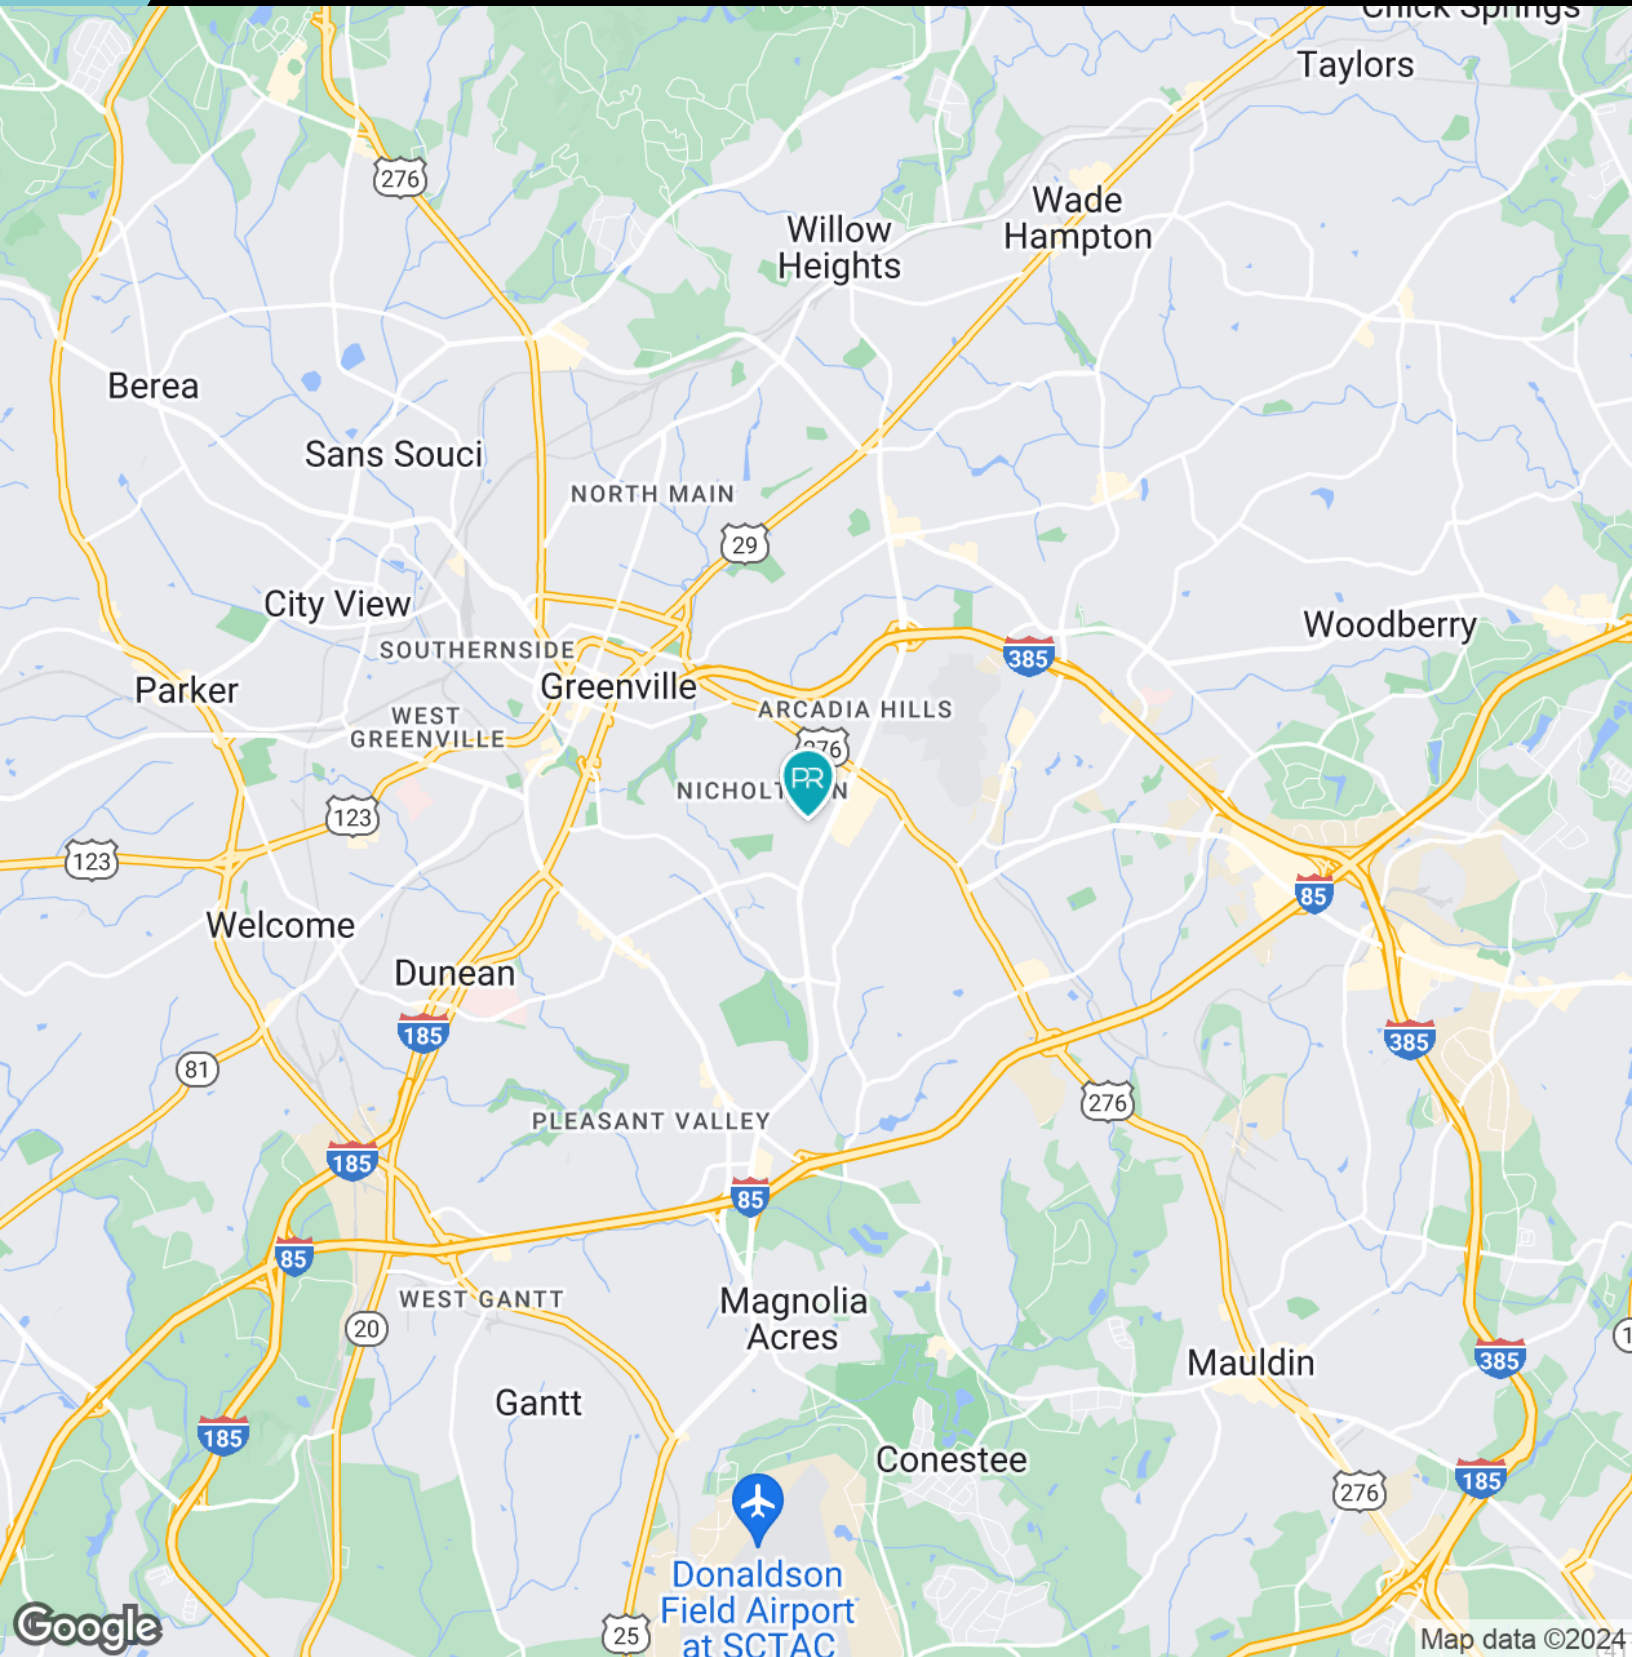 Chick Springs
Taylors
276
Wade
Hampton
Willow
Heights
Berea
Sans Souci
NORTH MAIN
29
City View
Woodberry
SOUTHERNSIDE
385
Greenville
Parker
ARCADIA HILLS
WEST
GREENVILLE
276
PR
123
123
85
Welcome
Dunean
185
385
81
276
PLEASANT VALLEY
185
85
85
WEST GANTT
Magnolia
Acres
20
385
Mauldin
Gantt
185
Conestee
185
276
Donaldson
Field Airport
at SCTAC
25
Google
Map data ©2024